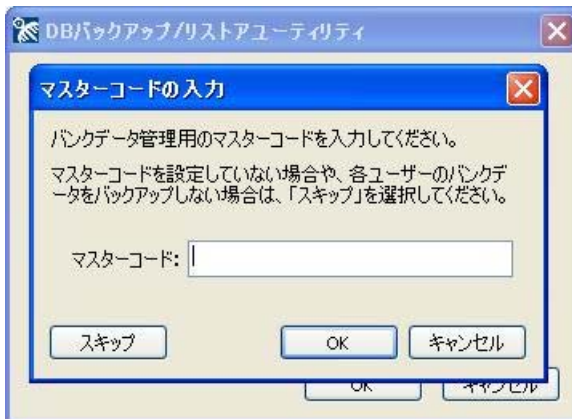 DBバックアップ/リストアユーティリティ
マスターコードの入力
バンクデータ管理用のマスターコードを入力してください。
マスターコードを設定していない場合や、各ユーザーのバンクデ
ータをバックアップしない場合は、「スキップ」を選択してください。
マスターコード:
スキップ
OK
キャンセル
OK
キャンセル